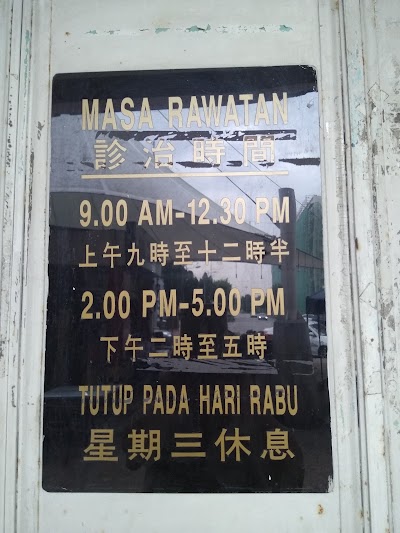 MASA RAWATAN
診治時間
9.00 AM-12.30 PM
上午九時至十二時半
2.00 PM-5.00 PM
下午二時至五時
TUTUP PADA HARI RABU
星期三休息